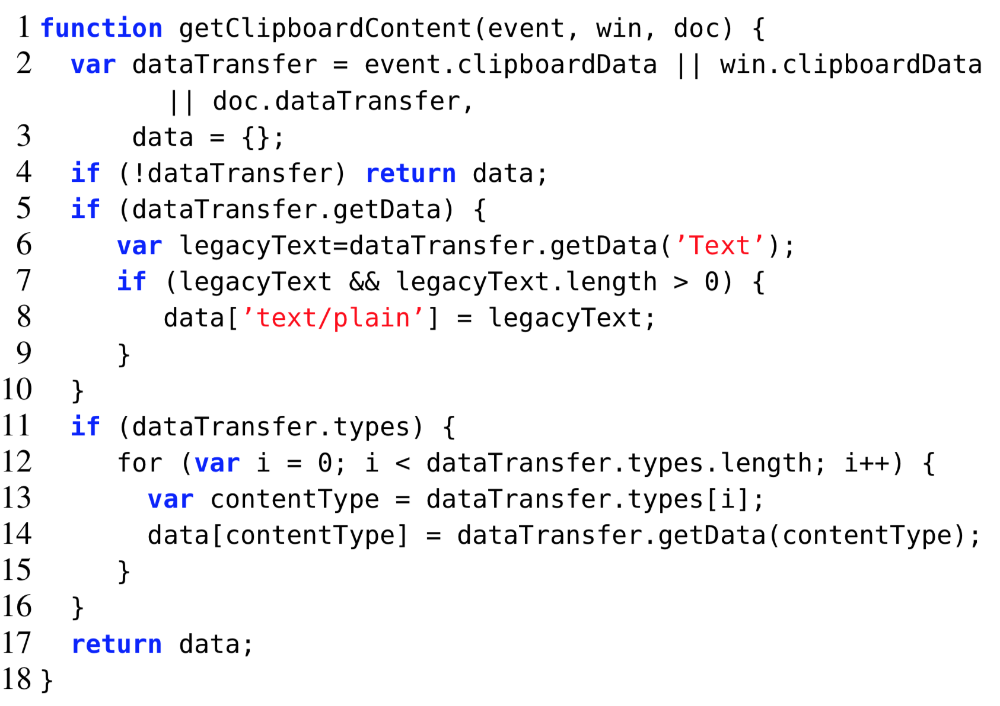 1 function getClipboardContent(event, win, doc) {
2   var dataTransfer = event.clipboardData || win.clipboardData
          || doc.dataTransfer,
3       data = {};
4   if (!dataTransfer) return data;
5   if (dataTransfer.getData) {
6      var legacyText=dataTransfer.getData(’Text’);
7      if (legacyText && legacyText.length > 0) {
8         data[’text/plain’] = legacyText;
9      }
10   }
11   if (dataTransfer.types) {
12      for (var i = 0; i < dataTransfer.types.length; i++) {
13        var contentType = dataTransfer.types[i];
14        data[contentType] = dataTransfer.getData(contentType);
15      }
16   }
17   return data;
18 }